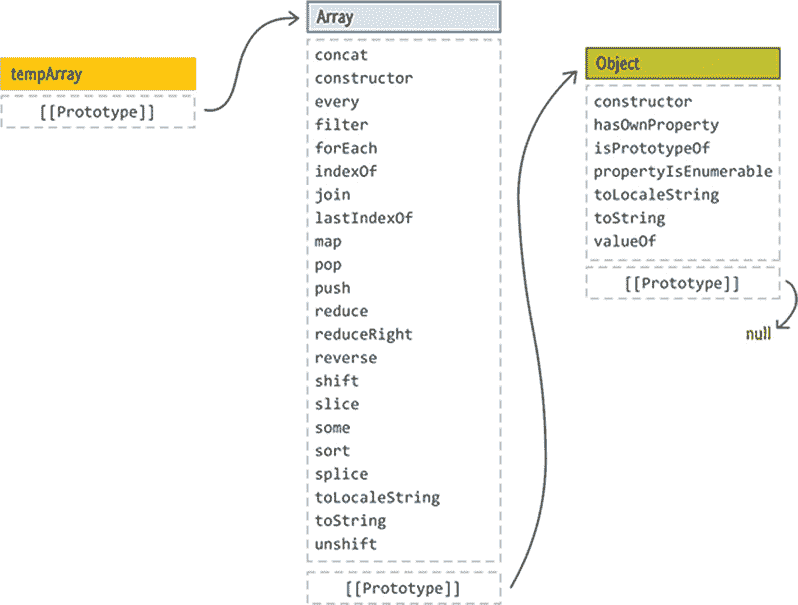 tempArray
[[Prototype]]
Array
concat
constructor
every
filter
forEach
indexOf
join
lastIndexOf
map
pop
push
reduce
reduceRight
reverse
shift
slice
some
sort
splice
toLocaleString
toString
unshift
[[Prototype]]
Object
constructor
hasOwnProperty
isPrototypeOf
propertyIsEnumerable
toLocaleString
toString
valueOf
[[Prototype]]
null